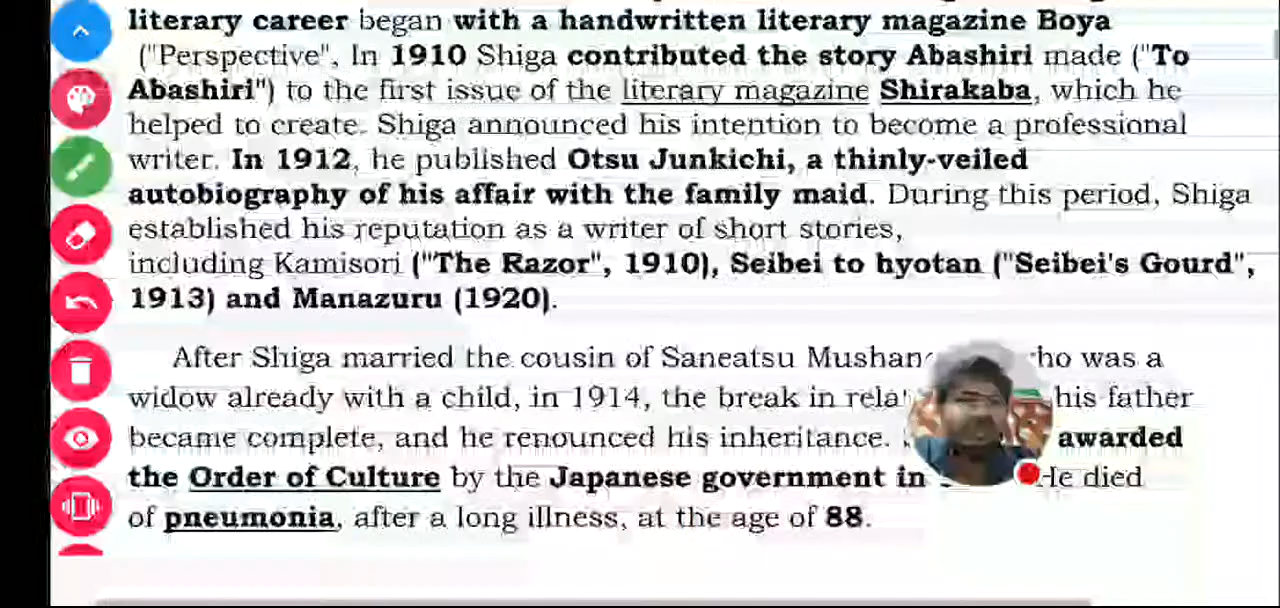 literary career began with a handwritten literary magazine Boya
("Perspective", In 1910 Shiga contributed the story Abashiri made ("To
Abashiri") to the first issue of the literary magazine Shirakaba, which he
helped to create. Shiga announced his intention to become a professional
writer. In 1912, he published Otsu Junkichi, a thinly-veiled
autobiography of his affair with the family maid. During this period, Shiga
established his reputation as a writer of short stories,
including Kamisori ("The Razor", 1910), Seibei to hyotan ("Seibei's Gourd",
1913) and Manazuru (1920).
After Shiga married the cousin of Saneatsu was a
widow already with a child, in 1914, the break in his father
became complete, and he renounced his inheritance. awarded
the Order of Culture by the Japanese government in died
of pneumonia, after a long illness, at the age of 88.